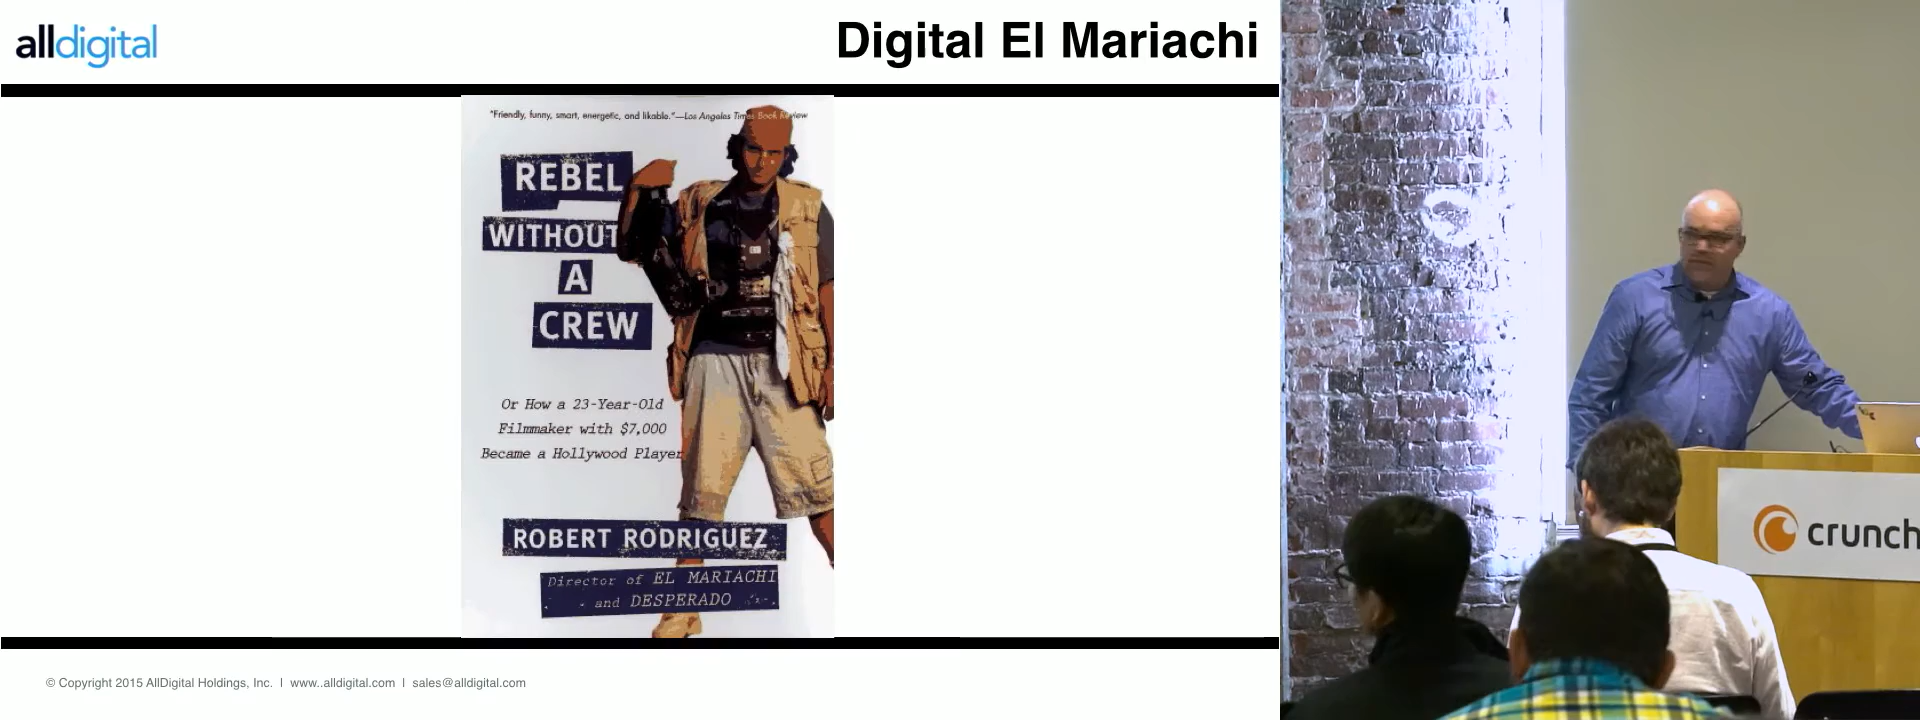 alldigital
Digital El Mariachi
"Friendly, funny, smart, energetic, and likable."—Los Angeles Times Book Review
REBEL
WITHOUT
A
CREW
Or How a 23-Year-Old
Filmmaker with $7,000
Became a Hollywood Player
ROBERT RODRIGUEZ
Director of EL MARIACHI
and DESPERADO
© Copyright 2015 AllDigital Holdings, Inc. | www..alldigital.com | sales@alldigital.com
crunch